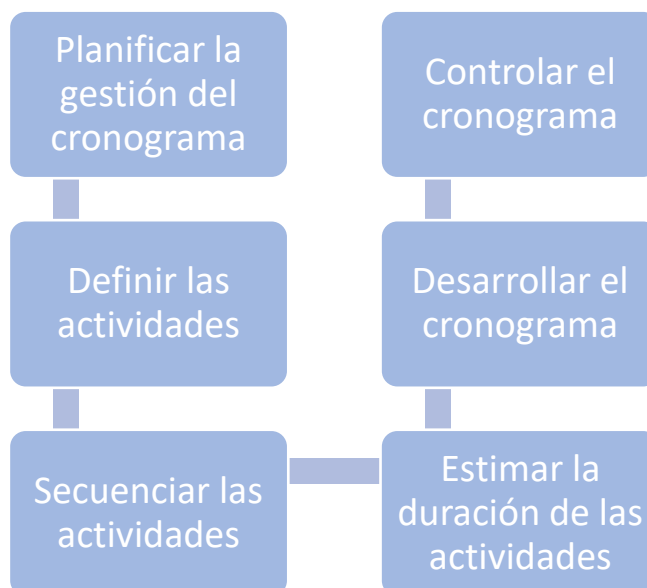 Planificar la
gestión del
cronograma
Definir las
actividades
Secuenciar las
actividades
Estimar la
duración de las
actividades
Desarrollar el
cronograma
Controlar el
cronograma